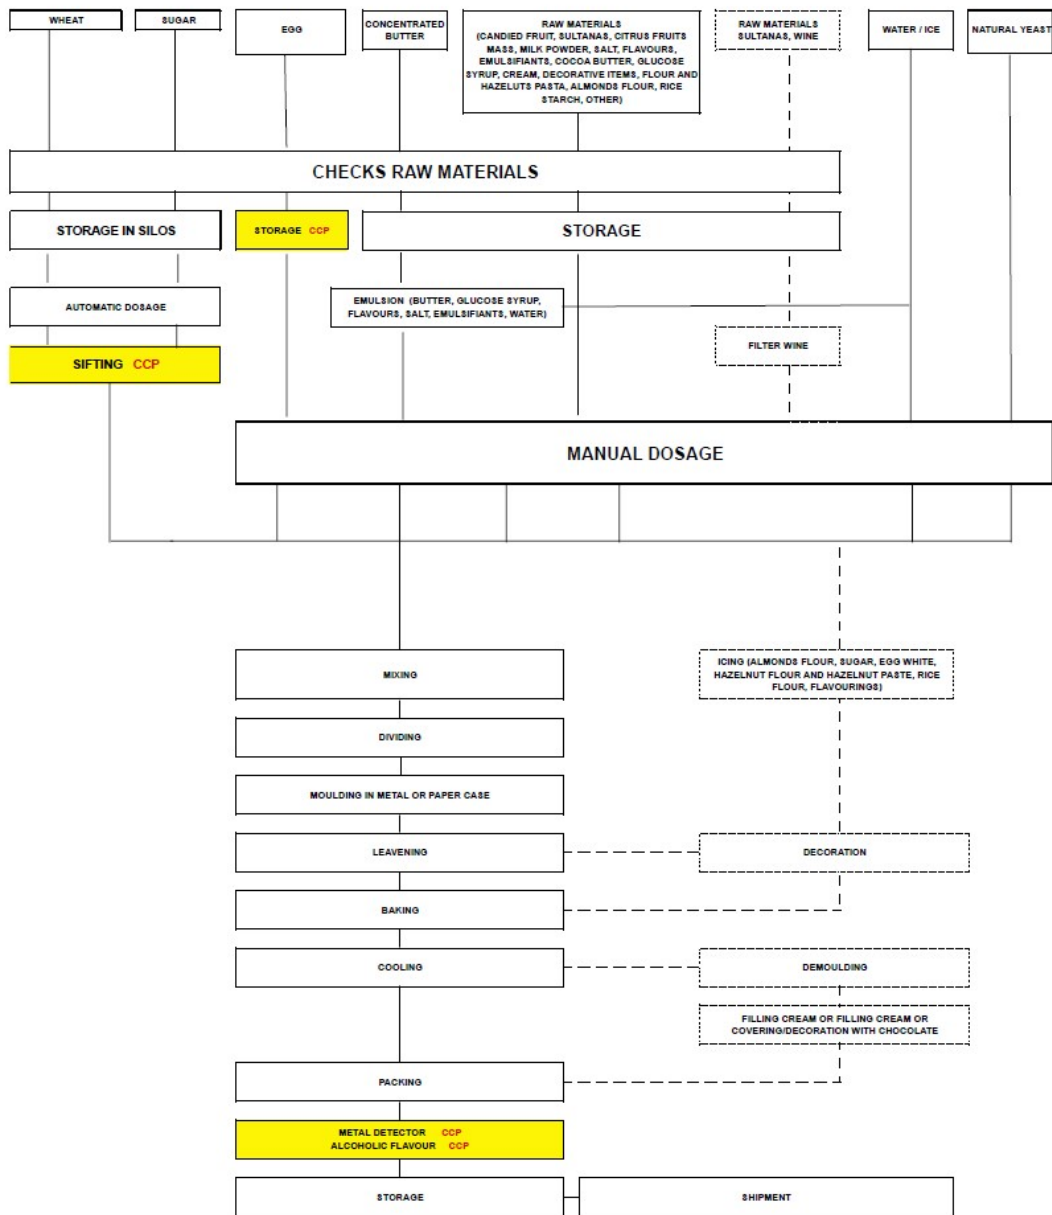 WHEAT
SUGAR
EGG
CONCENTRATED
BUTTER
RAW MATERIALS
(CANDIED FRUIT, SULTANAS, CITRUS FRUITS
MASS, MILK POWDER, SALT, FLAVOURS,
EMULSIFIANTS, COCOA BUTTER, GLUCOSE
SYRUP, CREAM, DECORATIVE ITEMS, FLOUR AND
HAZELUTS PASTA, ALMONDS FLOUR, RICE
STARCH, OTHER)
RAW MATERIALS
SULTANAS, WINE
WATER / ICE
NATURAL YEAST
CHECKS RAW MATERIALS
STORAGE IN SILOS
STORAGE CCP
STORAGE
AUTOMATIC DOSAGE
EMULSION (BUTTER, GLUCOSE SYRUP,
FLAVOURS, SALT, EMULSIFIANTS, WATER)
FILTER WINE
SIFTING CCP
MANUAL DOSAGE
MIXING
ICING (ALMONDS FLOUR, SUGAR, EGG WHITE,
HAZELNUT FLOUR AND HAZELNUT PASTE, RICE
FLOUR, FLAVOURINGS)
DIVIDING
MOULDING IN METAL OR PAPER CASE
LEAVENING
DECORATION
BAKING
COOLING
DEMOULDING
FILLING CREAM OR FILLING CREAM OR
COVERING/DECORATION WITH CHOCOLATE
PACKING
METAL DETECTOR CCP
ALCOHOLIC FLAVOUR CCP
STORAGE
SHIPMENT